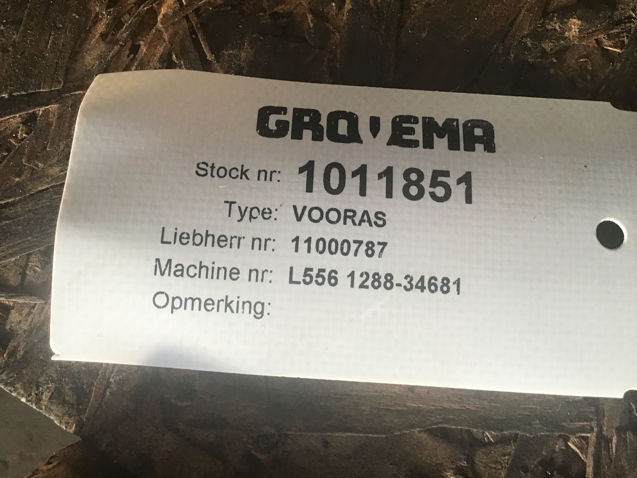 GROVEMA
Stock nr: 1011851
Type: VOORAS
Liebherr nr: 11000787
Machine nr: L556 1288-34681
Opmerking: